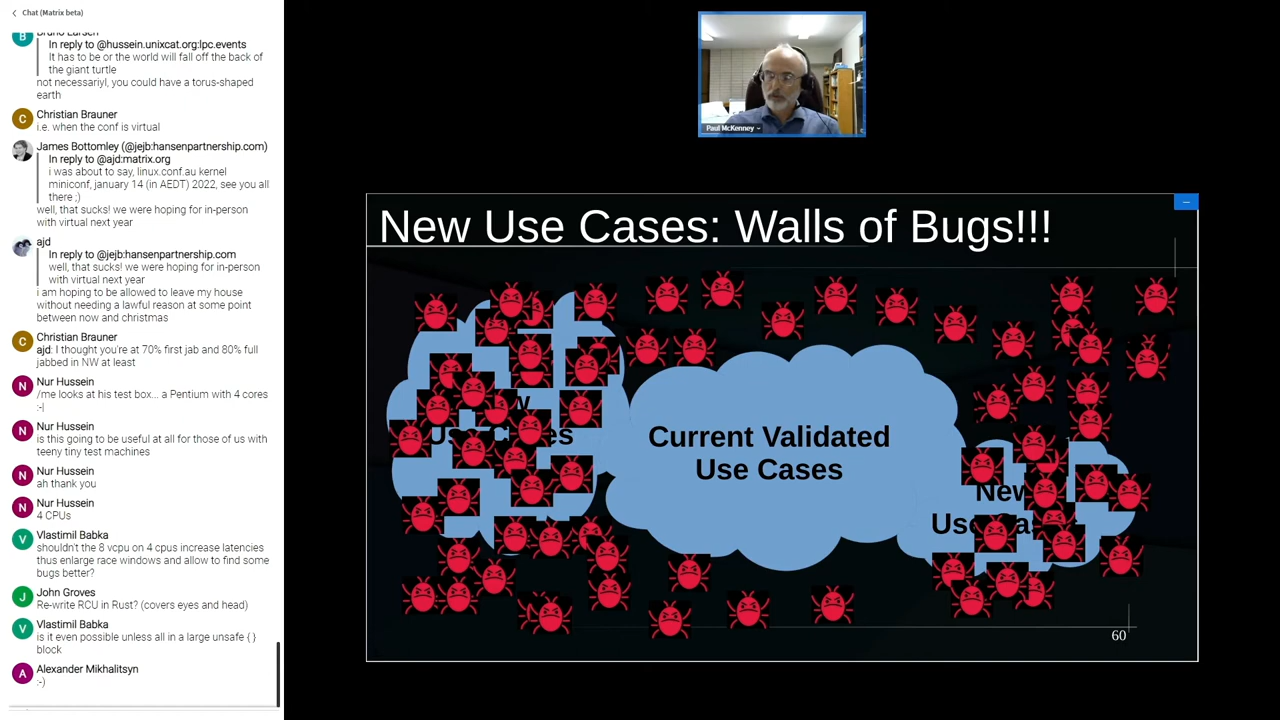 Chat (Matrix beta)
Bruno Larsen
In reply to @hussein.unixcat.org:lpc.events
It has to be or the world will fall off the back of
the giant turtle
not necessariyl, you could have a torus-shaped
earth
C
Christian Brauner
i.e. when the conf is virtual
James Bottomley (@jejb:hansenpartnership.com)
In reply to @ajd:matrix.org
i was about to say, linux.conf.au kernel
miniconf, january 14 (in AEDT) 2022, see you all
there ;)
well, that sucks! we were hoping for in-person
with virtual next year
ajd
In reply to @jejb:hansenpartnership.com
well, that sucks! we were hoping for in-person
with virtual next year
i am hoping to be allowed to leave my house
without needing a lawful reason at some point
between now and christmas
C
Christian Brauner
ajd: I thought you're at 70% first jab and 80% full
jabbed in NW at least
N
Nur Hussein
/me looks at his test box... a Pentium with 4 cores
:-|
N
Nur Hussein
is this going to be useful at all for those of us with
teeny tiny test machines
N
Nur Hussein
ah thank you
N
Nur Hussein
4 CPUs
V
Vlastimil Babka
shouldn't the 8 vcpu on 4 cpus increase latencies
thus enlarge race windows and allow to find some
bugs better?
J
John Groves
Re-write RCU in Rust? (covers eyes and head)
V
Vlastimil Babka
is it even possible unless all in a large unsafe { }
block
A
Alexander Mikhalitsyn
:-)
Paul McKenney
New Use Cases: Walls of Bugs!!!
Current Validated
Use Cases
New
60